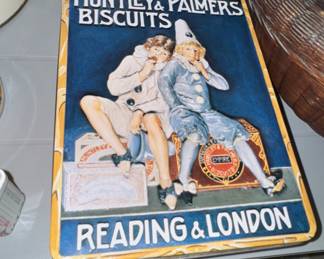 HUNTLEY & PALMERS
BISCUITS
READING & LONDON